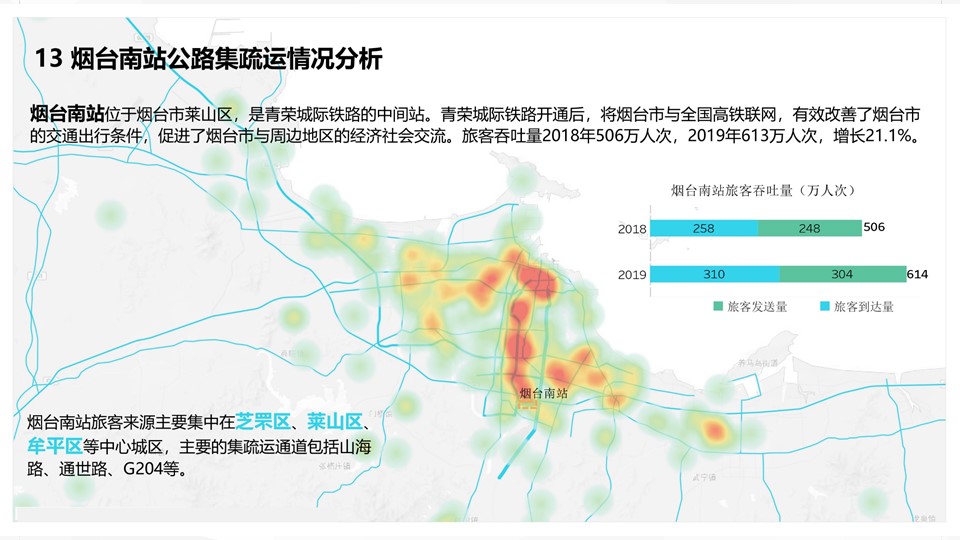 13 烟台南站公路集疏运情况分析
烟台南站位于烟台市莱山区，是青荣城际铁路的中间站。青荣城际铁路开通后，将烟台市与全国高铁联网，有效改善了烟台市
的交通出行条件，促进了烟台市与周边地区的经济社会交流。旅客吞吐量2018年506万人次，2019年613万人次，增长21.1%。
烟台南站旅客吞吐量（万人次）
2018 258 248 506
2019 310 304 614
旅客发送量 旅客到达量
养马岛街道
烟台南站
烟台南站旅客来源主要集中在芝罘区、莱山区、
牟平区等中心城区，主要的集疏运通道包括山海
路、通世路、G204等。
武宁镇